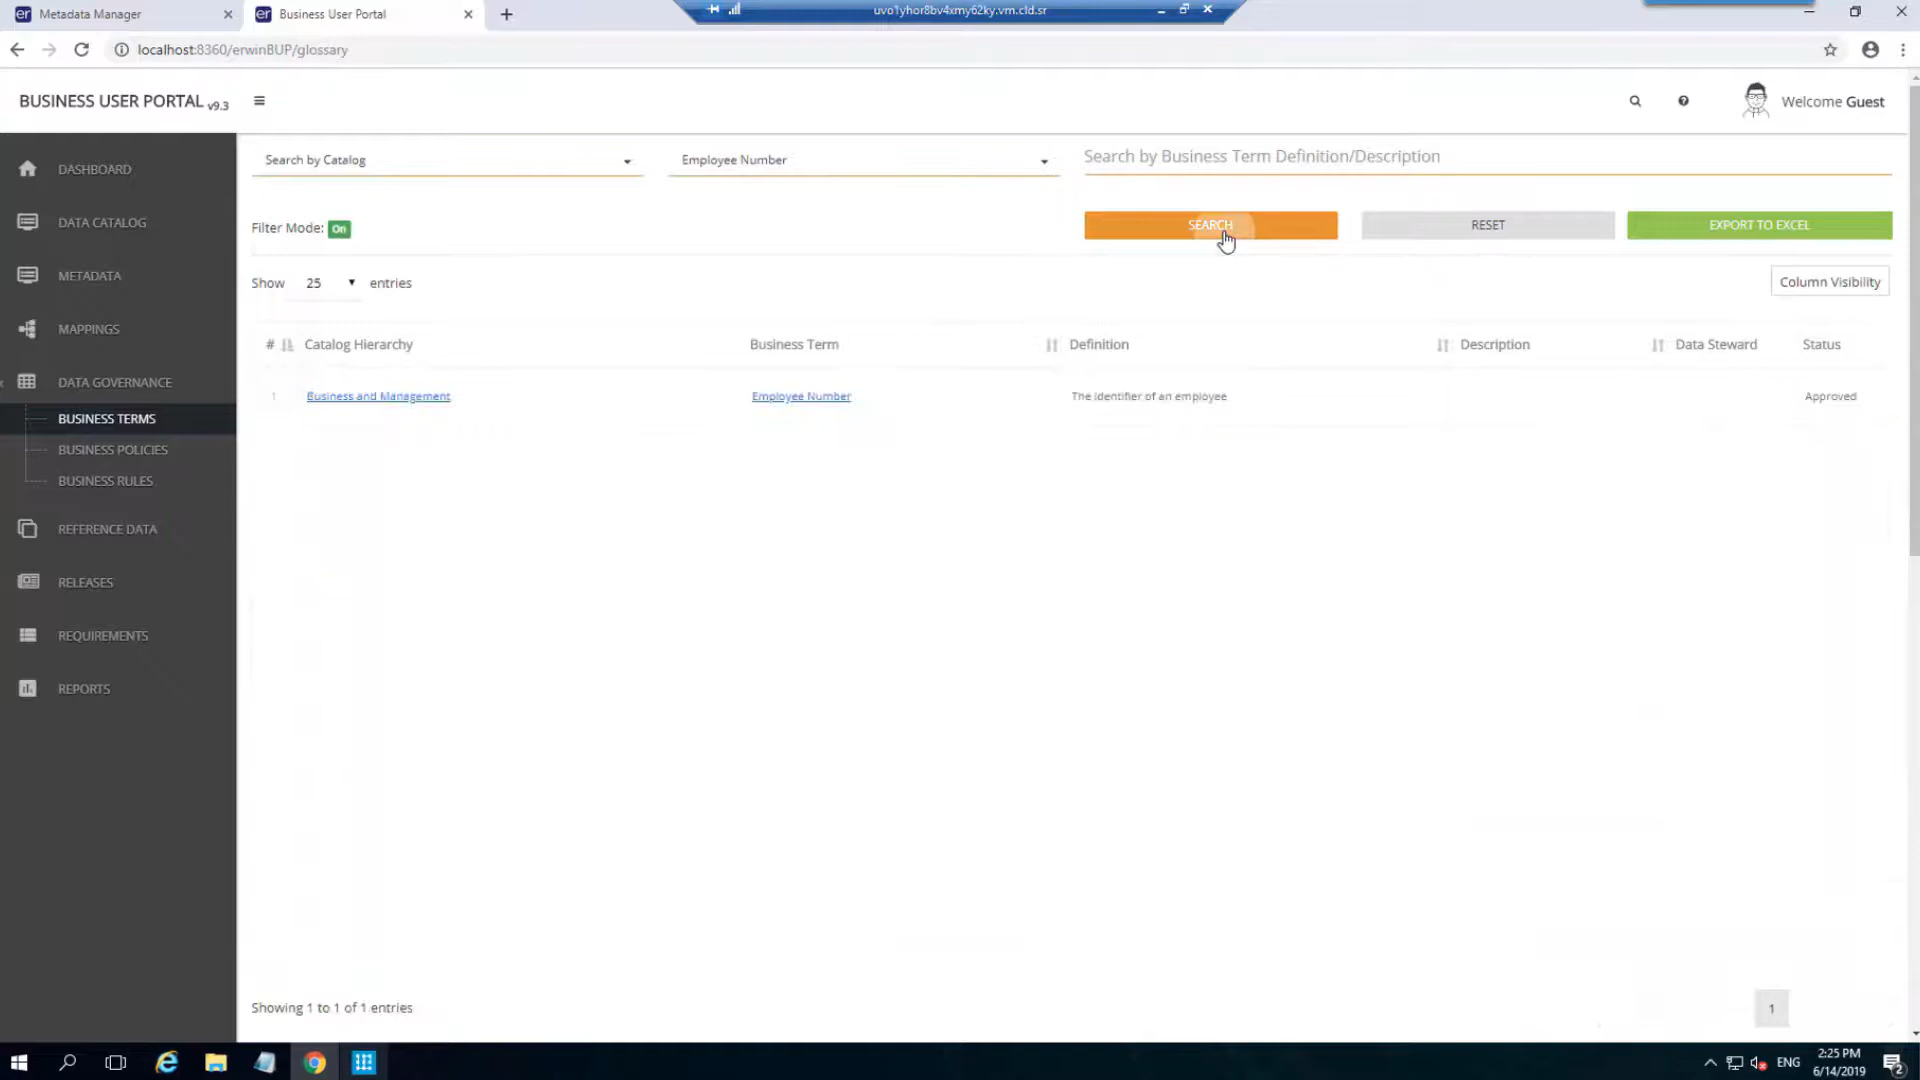 Metadata Manager
Business User Portal
uvo1yhor8bv4xmy62ky.vm.cld.sr
localhost:8360/erwinBUP/glossary
BUSINESS USER PORTAL v9.3
Welcome Guest
DASHBOARD
DATA CATALOG
METADATA
MAPPINGS
DATA GOVERNANCE
BUSINESS TERMS
BUSINESS POLICIES
BUSINESS RULES
REFERENCE DATA
RELEASES
REQUIREMENTS
REPORTS
Search by Catalog
Employee Number
Search by Business Term Definition/Description
Filter Mode: On
SEARCH
RESET
EXPORT TO EXCEL
Show 25 entries
Column Visibility
# Catalog Hierarchy Business Term Definition Description Data Steward Status
1 Business and Management Employee Number The identifier of an employee Approved
Showing 1 to 1 of 1 entries
1
ENG
2:25 PM
6/14/2019
2